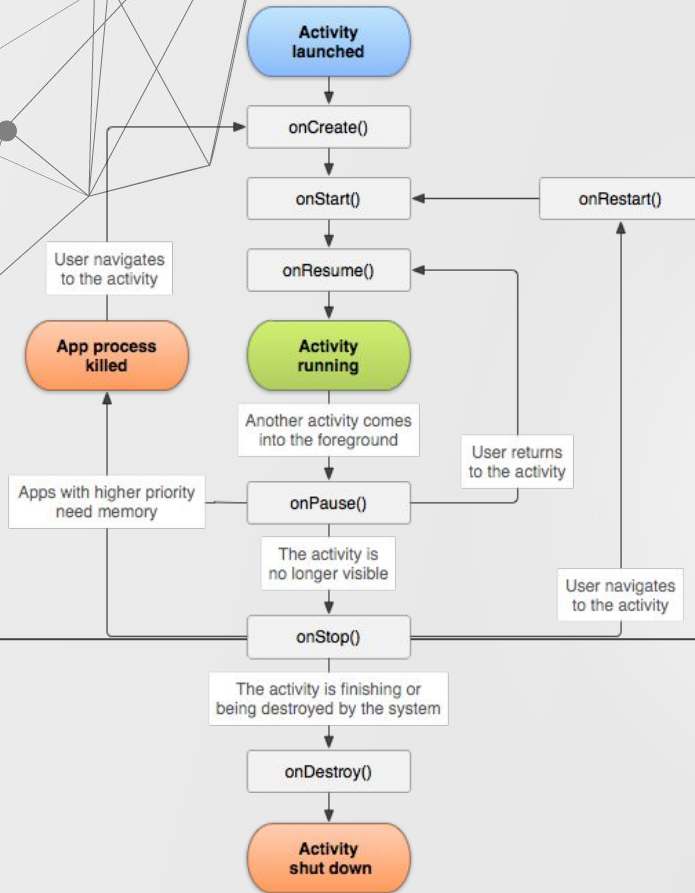 Activity
launched
onCreate()
onStart()
onRestart()
User navigates
to the activity
onResume()
App process
killed
Activity
running
Another activity comes
into the foreground
User returns
to the activity
Apps with higher priority
need memory
onPause()
The activity is
no longer visible
User navigates
to the activity
onStop()
The activity is finishing or
being destroyed by the system
onDestroy()
Activity
shut down